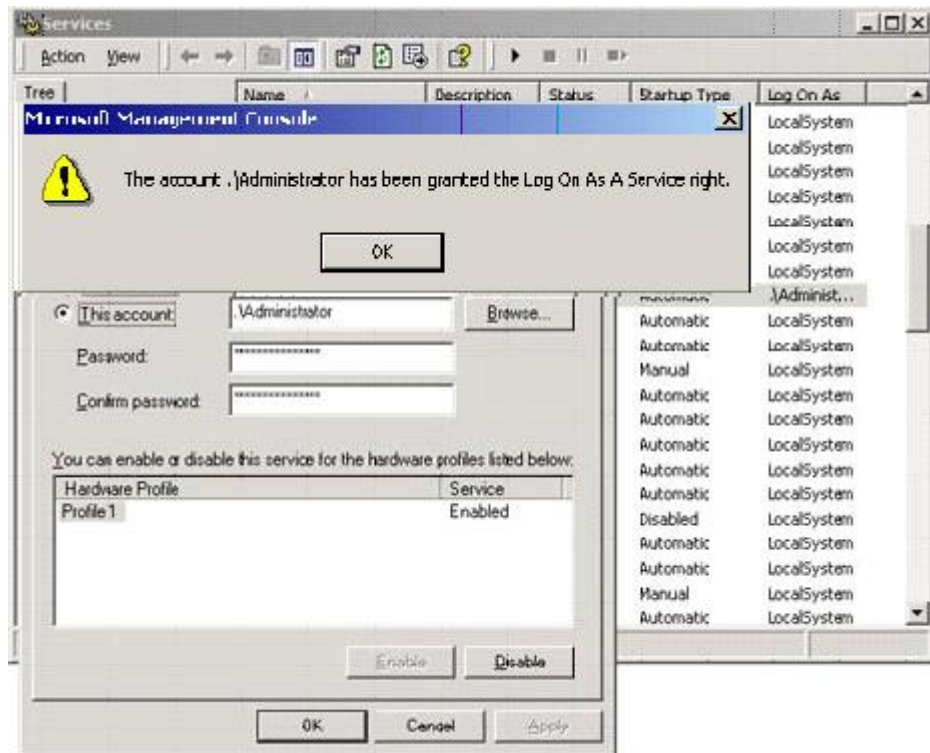 Services
Action View
Tree Name Description Status Startup Type Log On As
Microsoft Management Console
LocalSystem
The account .\Administrator has been granted the Log On As A Service right.
LocalSystem
LocalSystem
LocalSystem
LocalSystem
OK
LocalSystem
LocalSystem
Automatic .\Administ...
This account: .\Administrator Browse...
Automatic LocalSystem
Password: ***************
Automatic LocalSystem
Manual LocalSystem
Confirm password: ***************
Automatic LocalSystem
Automatic LocalSystem
Automatic LocalSystem
You can enable or disable this service for the hardware profiles listed below:
Automatic LocalSystem
Hardware Profile Service
Automatic LocalSystem
Profile 1 Enabled
Disabled LocalSystem
Automatic LocalSystem
Automatic LocalSystem
Manual LocalSystem
Automatic LocalSystem
Enable Disable
OK Cancel Apply